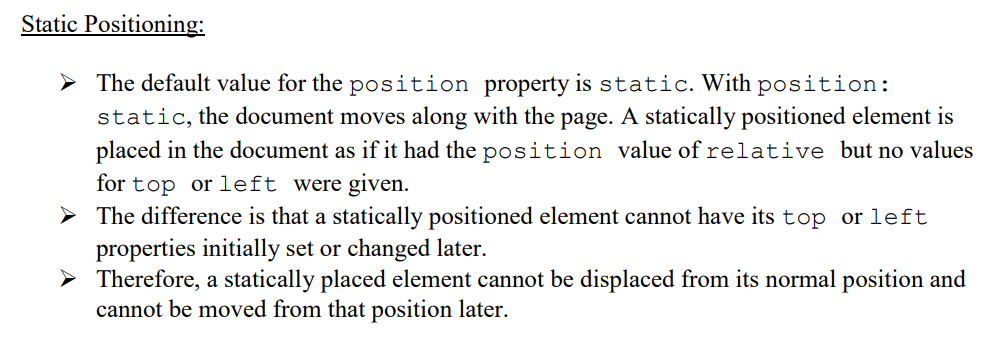 Static Positioning:
➢ The default value for the position property is static. With position:
static, the document moves along with the page. A statically positioned element is
placed in the document as if it had the position value of relative but no values
for top or left were given.
➢ The difference is that a statically positioned element cannot have its top or left
properties initially set or changed later.
➢ Therefore, a statically placed element cannot be displaced from its normal position and
cannot be moved from that position later.